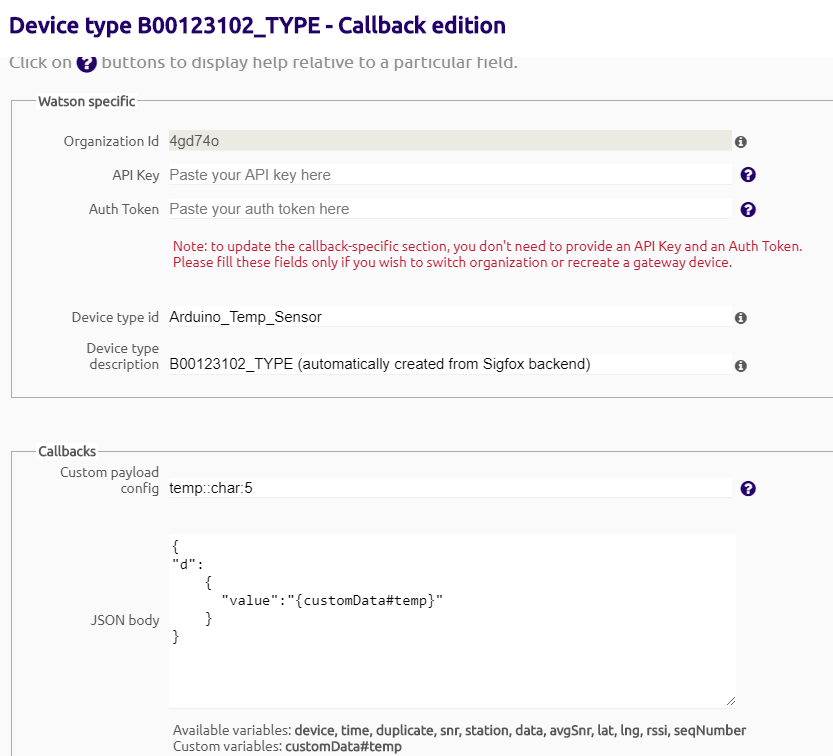 Device type B00123102_TYPE - Callback edition
Click on ? buttons to display help relative to a particular field.
Watson specific
Organization Id 4gd74o i
API Key Paste your API key here ?
Auth Token Paste your auth token here ?
Note: to update the callback-specific section, you don't need to provide an API Key and an Auth Token.
Please fill these fields only if you wish to switch organization or recreate a gateway device.
Device type id Arduino_Temp_Sensor i
Device type
description B00123102_TYPE (automatically created from Sigfox backend) i
Callbacks
Custom payload
config temp::char:5 ?
{
"d":
{
"value":"{customData#temp}"
}
JSON body
}
Available variables: device, time, duplicate, snr, station, data, avgSnr, lat, lng, rssi, seqNumber
Custom variables: customData#temp